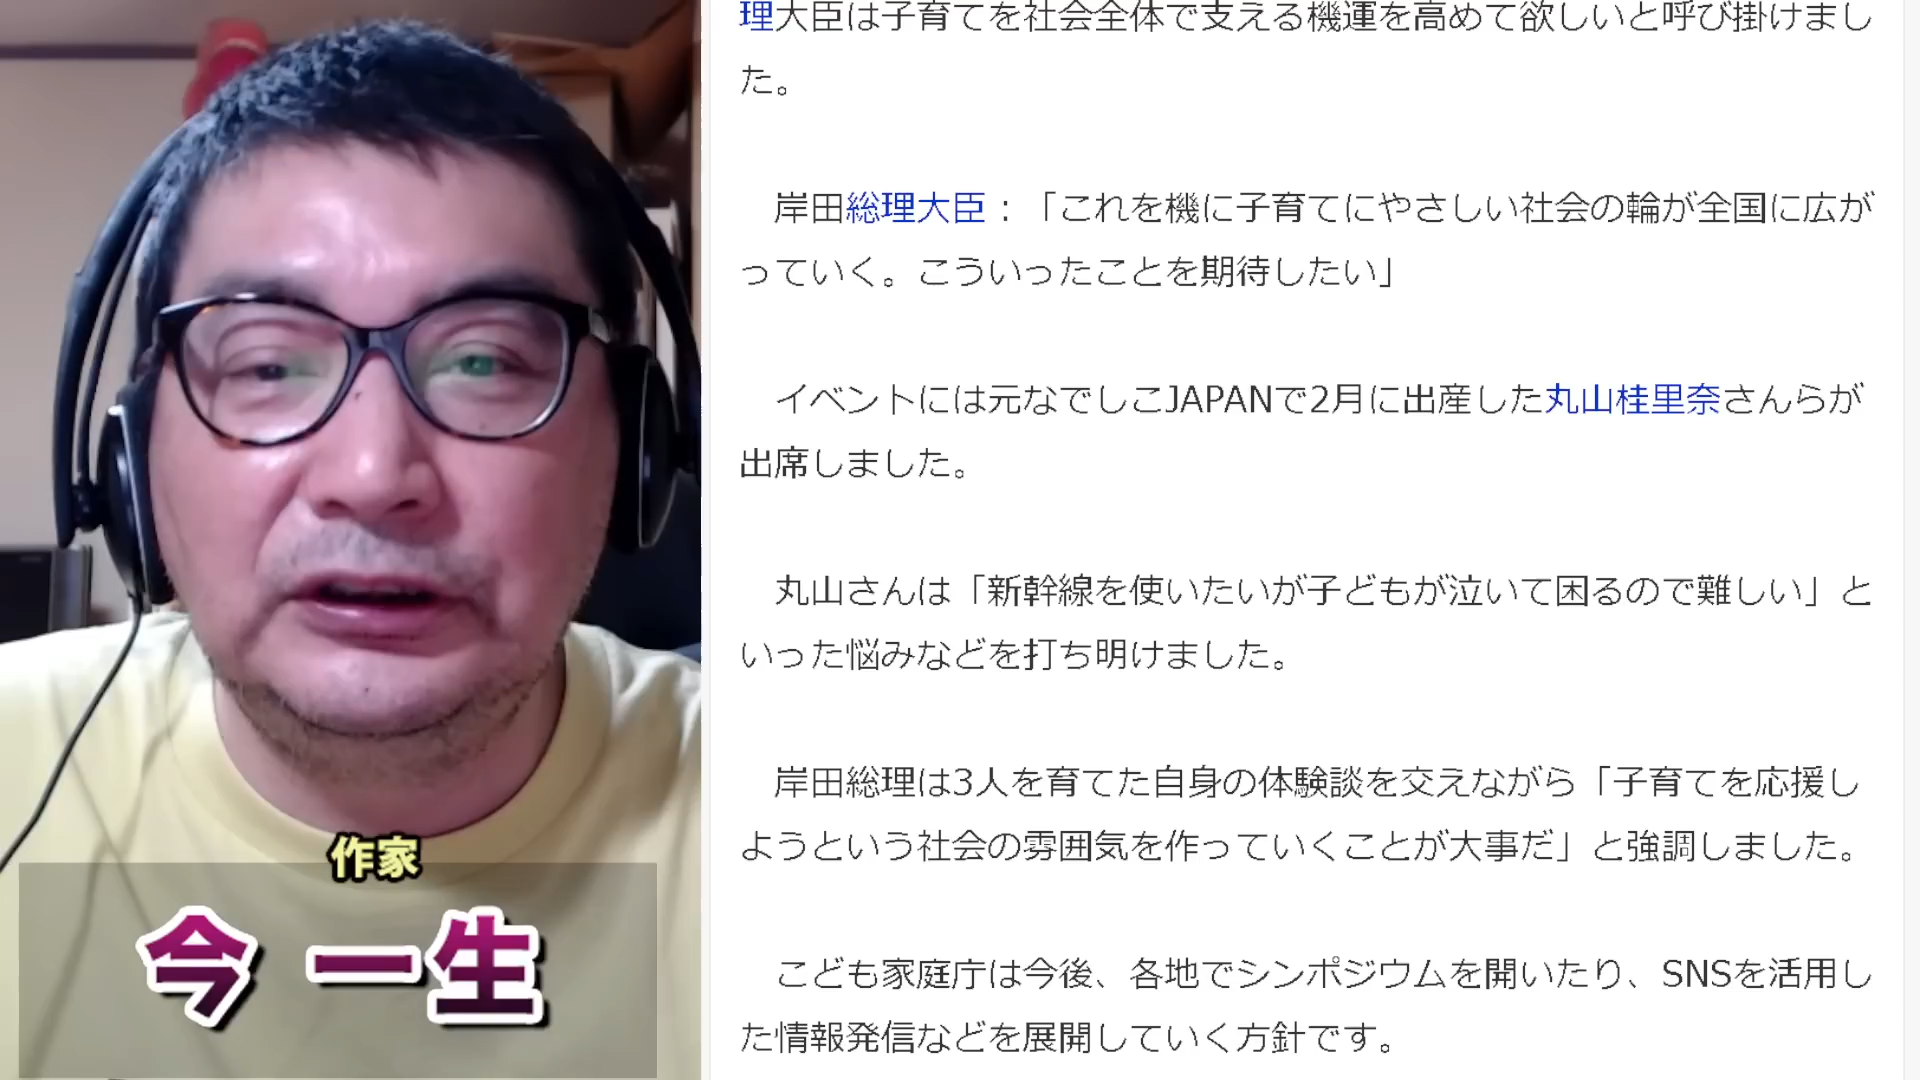 作家
今 一生
理大臣は子育てを社会全体で支える機運を高めて欲しいと呼び掛けまし
た。
岸田総理大臣：「これを機に子育てにやさしい社会の輪が全国に広が
っていく。こういったことを期待したい」
イベントには元なでしこJAPANで2月に出産した丸山桂里奈さんらが
出席しました。
丸山さんは「新幹線を使いたいが子どもが泣いて困るので難しい」と
いった悩みなどを打ち明けました。
岸田総理は3人を育てた自身の体験談を交えながら「子育てを応援し
ようという社会の雰囲気を作っていくことが大事だ」と強調しました。
こども家庭庁は今後、各地でシンポジウムを開いたり、SNSを活用し
た情報発信などを展開していく方針です。